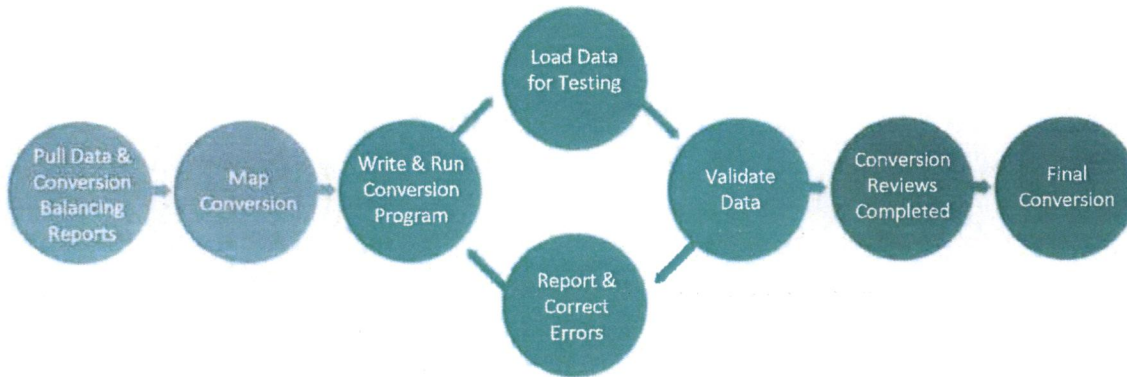 Pull Data &
Conversion
Balancing
Reports
Map
Conversion
Write & Run
Conversion
Program
Load Data
for Testing
Validate
Data
Report &
Correct
Errors
Conversion
Reviews
Completed
Final
Conversion